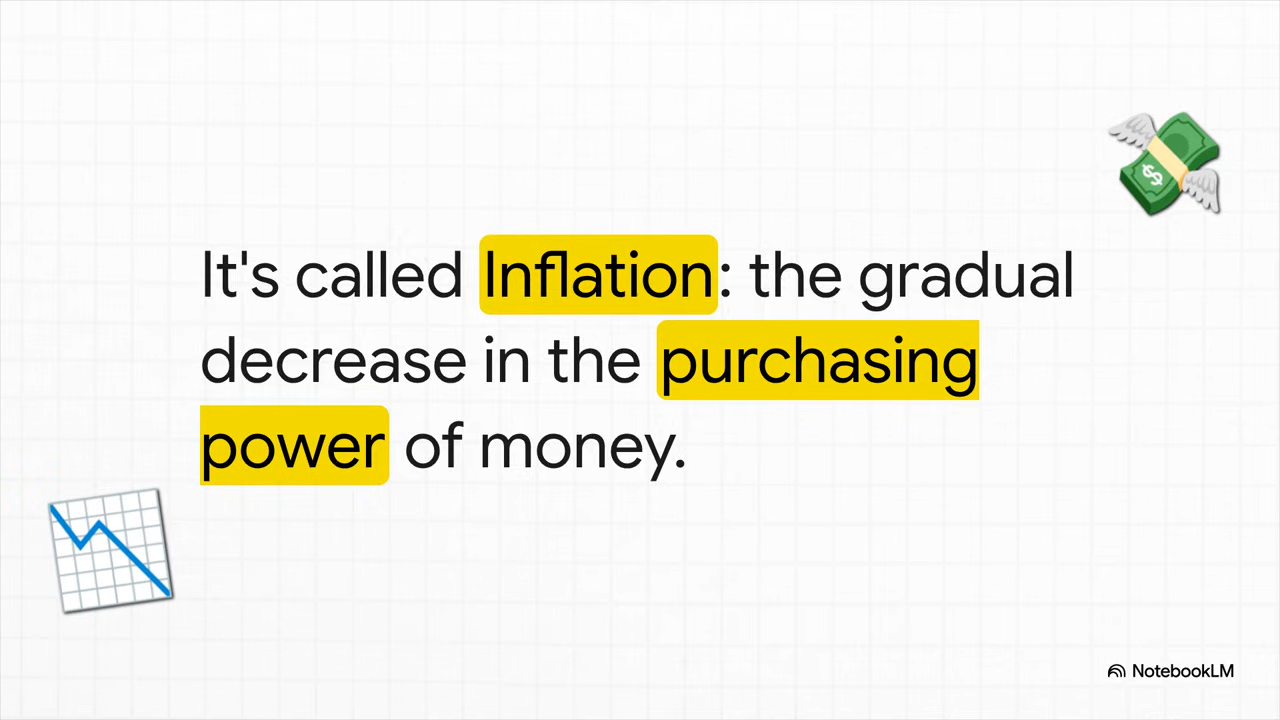 It's called Inflation: the gradual
decrease in the purchasing
power of money.
$
NotebookLM